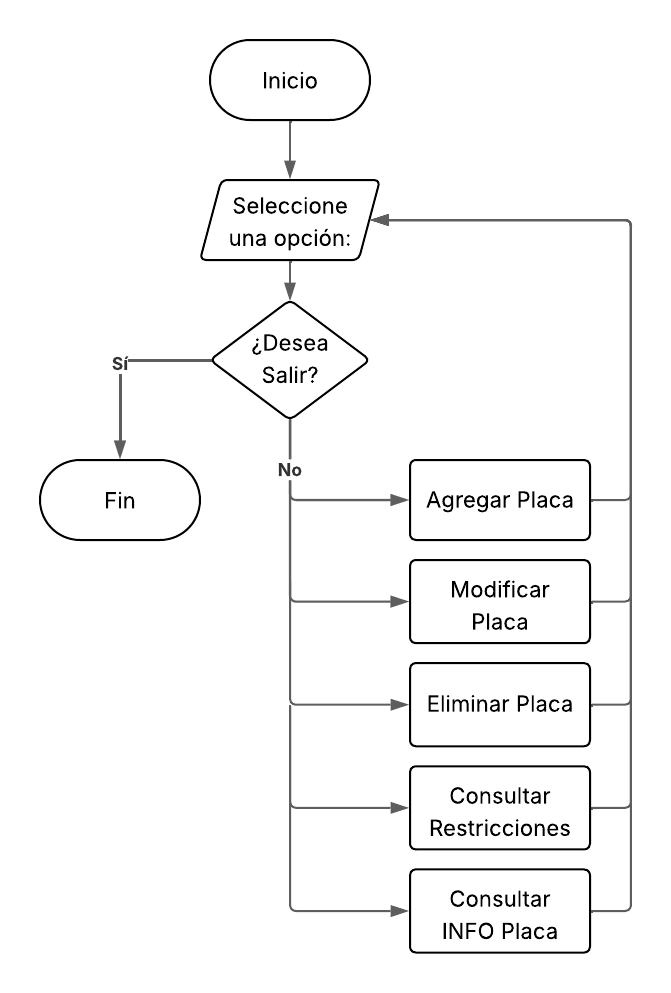 Inicio
Seleccione
una opción:
¿Desea
Salir?
Sí
Fin
No
Agregar Placa
Modificar
Placa
Eliminar Placa
Consultar
Restricciones
Consultar
INFO Placa